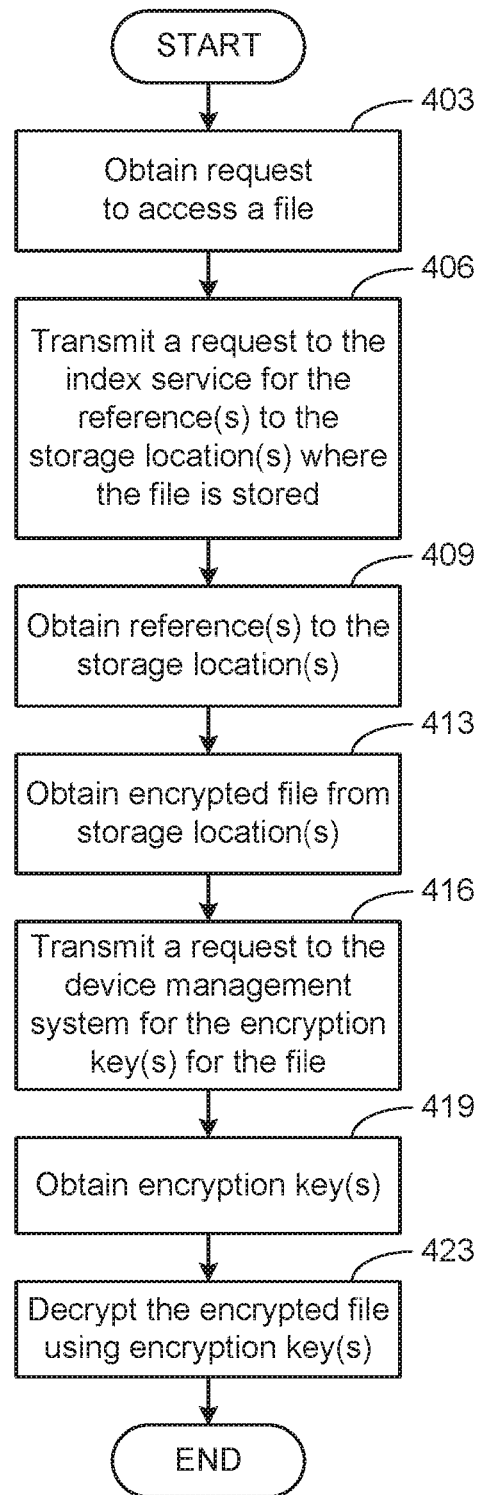 START
403
Obtain request
to access a file
406
Transmit a request to the
index service for the
reference(s) to the
storage location(s) where
the file is stored
409
Obtain reference(s) to the
storage location(s)
413
Obtain encrypted file from
storage location(s)
416
Transmit a request to the
device management
system for the encryption
key(s) for the file
419
Obtain encryption key(s)
423
Decrypt the encrypted file
using encryption key(s)
END